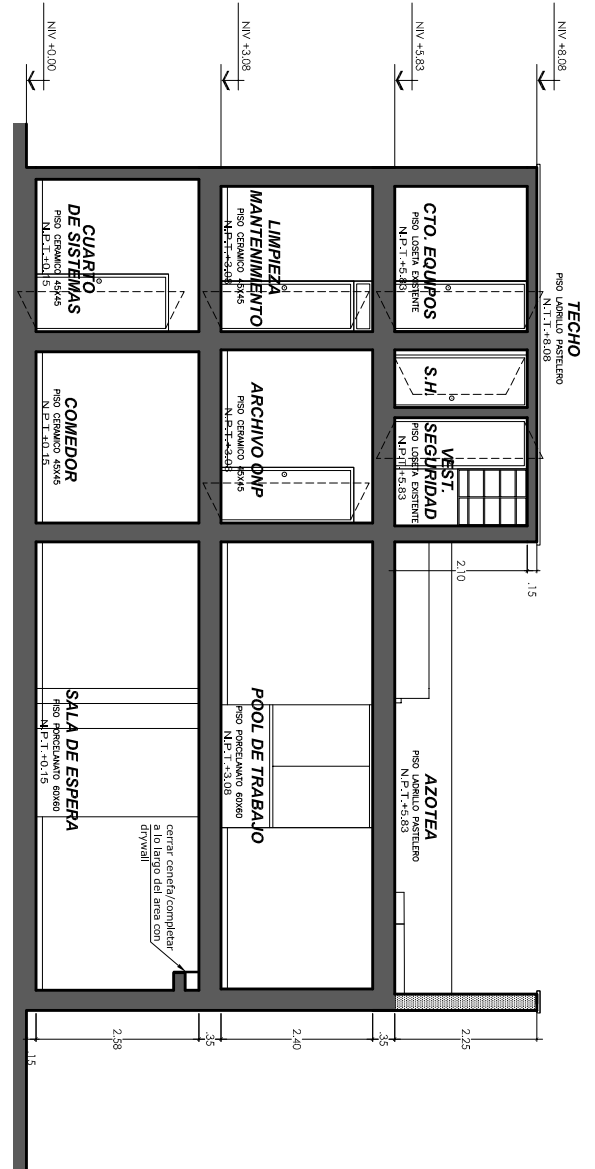 TECHO
PISO LADRILLO PASTELERO
N.T.T.+8.08
NIV +8.08
NIV +5.83
NIV +3.08
NIV +0.00
CTO. EQUIPOS
PISO LOSETA EXISTENTE
N.P.T.+5.83
S.H.
VEST.
SEGURIDAD
PISO LOSETA EXISTENTE
N.P.T.+5.83
2.10
.15
AZOTEA
PISO LADRILLO PASTELERO
N.P.T.+5.83
2.25
LIMPIEZA
MANTENIMIENTO
PISO CERAMICO 45X45
N.P.T.+3.08
ARCHIVO ONP
PISO CERAMICO 45X45
N.P.T.+3.08
POOL DE TRABAJO
PISO PORCELANATO 60X60
N.P.T.+3.08
.35
2.40
.35
CUARTO
DE SISTEMAS
PISO CERAMICO 45X45
N.P.T.+0.15
COMEDOR
PISO CERAMICO 45X45
N.P.T.+0.15
SALA DE ESPERA
PISO PORCELANATO 60X60
N.P.T.+0.15
cerrar cenefa/completar
a lo largo del area con
drywall
2.58
.15